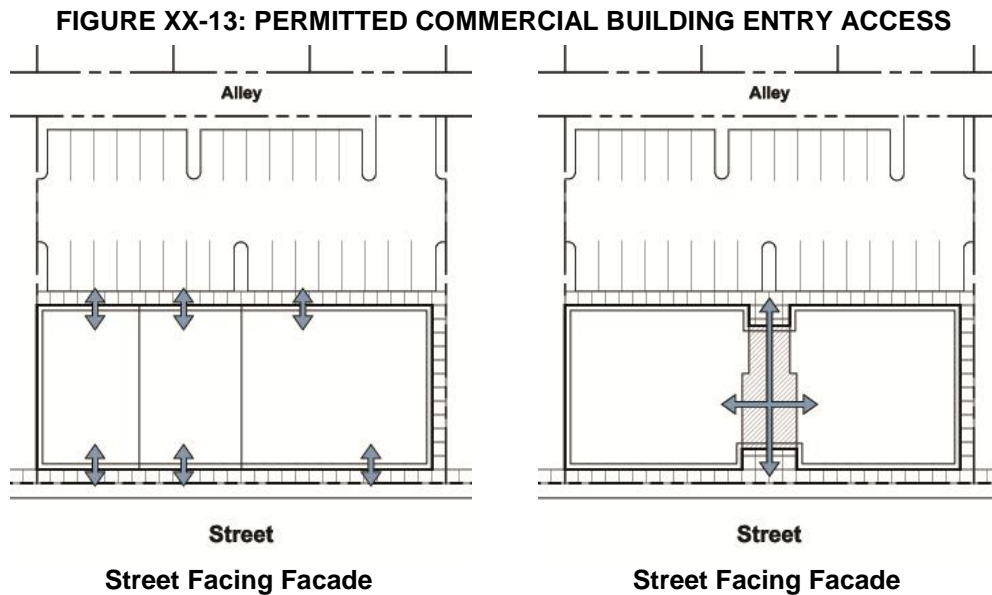 FIGURE XX-13: PERMITTED COMMERCIAL BUILDING ENTRY ACCESS
Alley
Alley
Street
Street
Street Facing Facade
Street Facing Facade